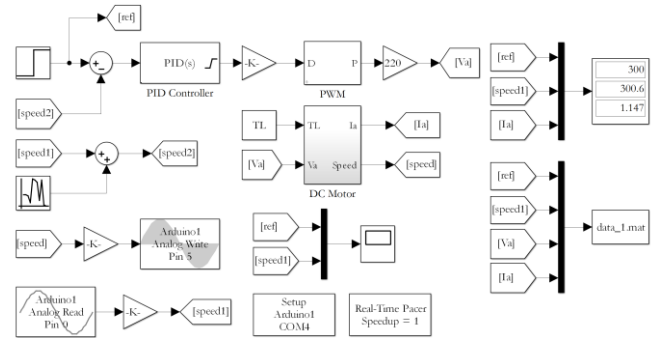 [ref]
PID(s)
PID Controller
-K-
D
P
PWM
220
[Va]
[speed2]
[speed1]
[speed2]
TL
TL
Ia
[Ia]
[Va]
Va
Speed
[speed]
DC Motor
[ref]
[speed1]
[Ia]
300
300.6
1.147
[ref]
[speed1]
[Va]
[Ia]
data_1.mat
[speed]
-K-
Arduino1
Analog Write
Pin 5
[ref]
[speed1]
Arduino1
Analog Read
Pin 0
-K-
[speed1]
Setup
Arduino1
COM4
Real-Time Pacer
Speedup = 1